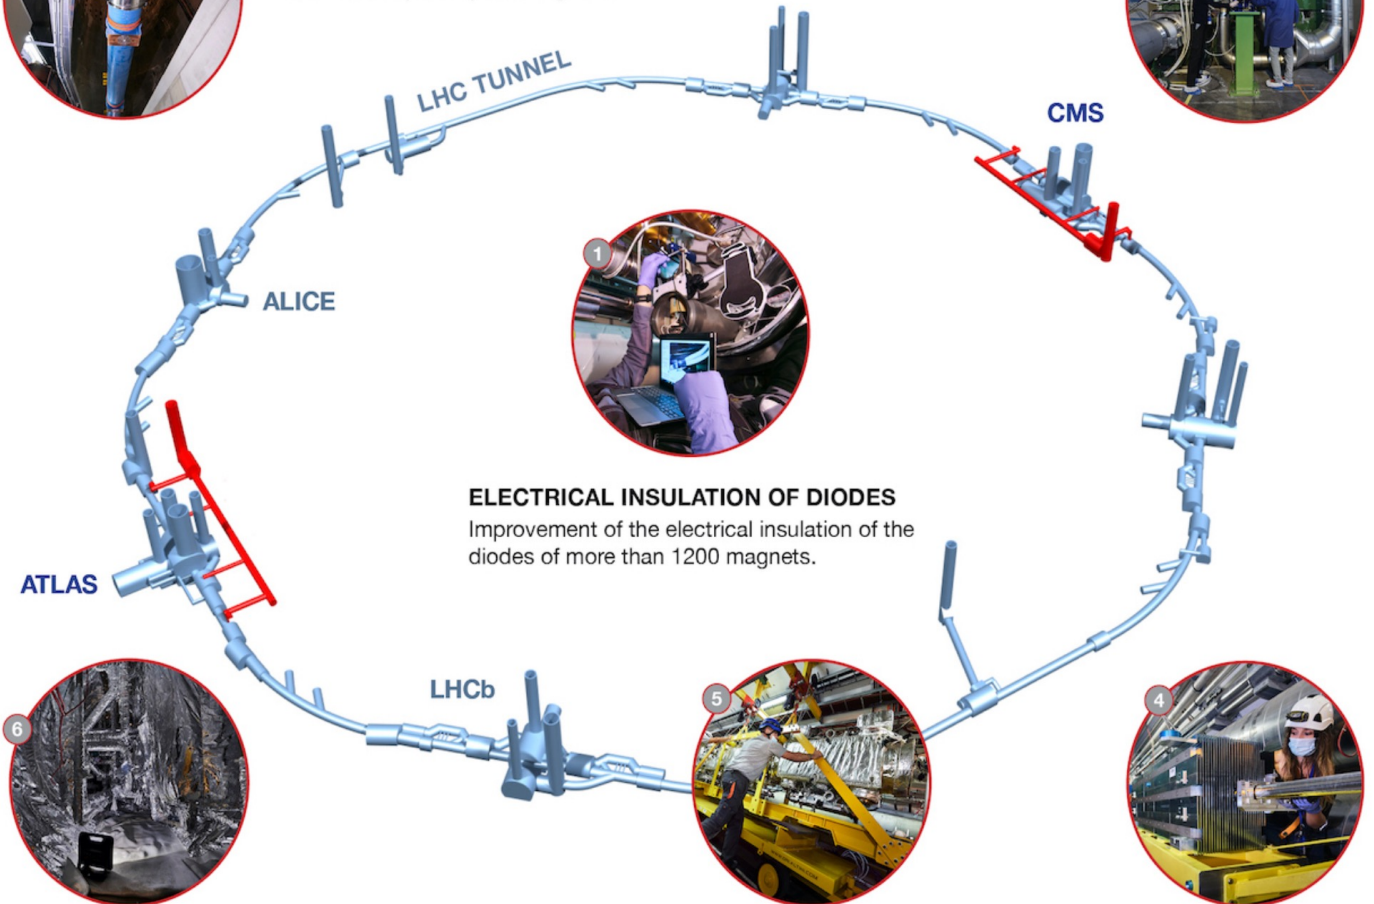 LHC TUNNEL
CMS
1
ALICE
ELECTRICAL INSULATION OF DIODES
Improvement of the electrical insulation of the
diodes of more than 1200 magnets.
ATLAS
LHCb
5
4
6